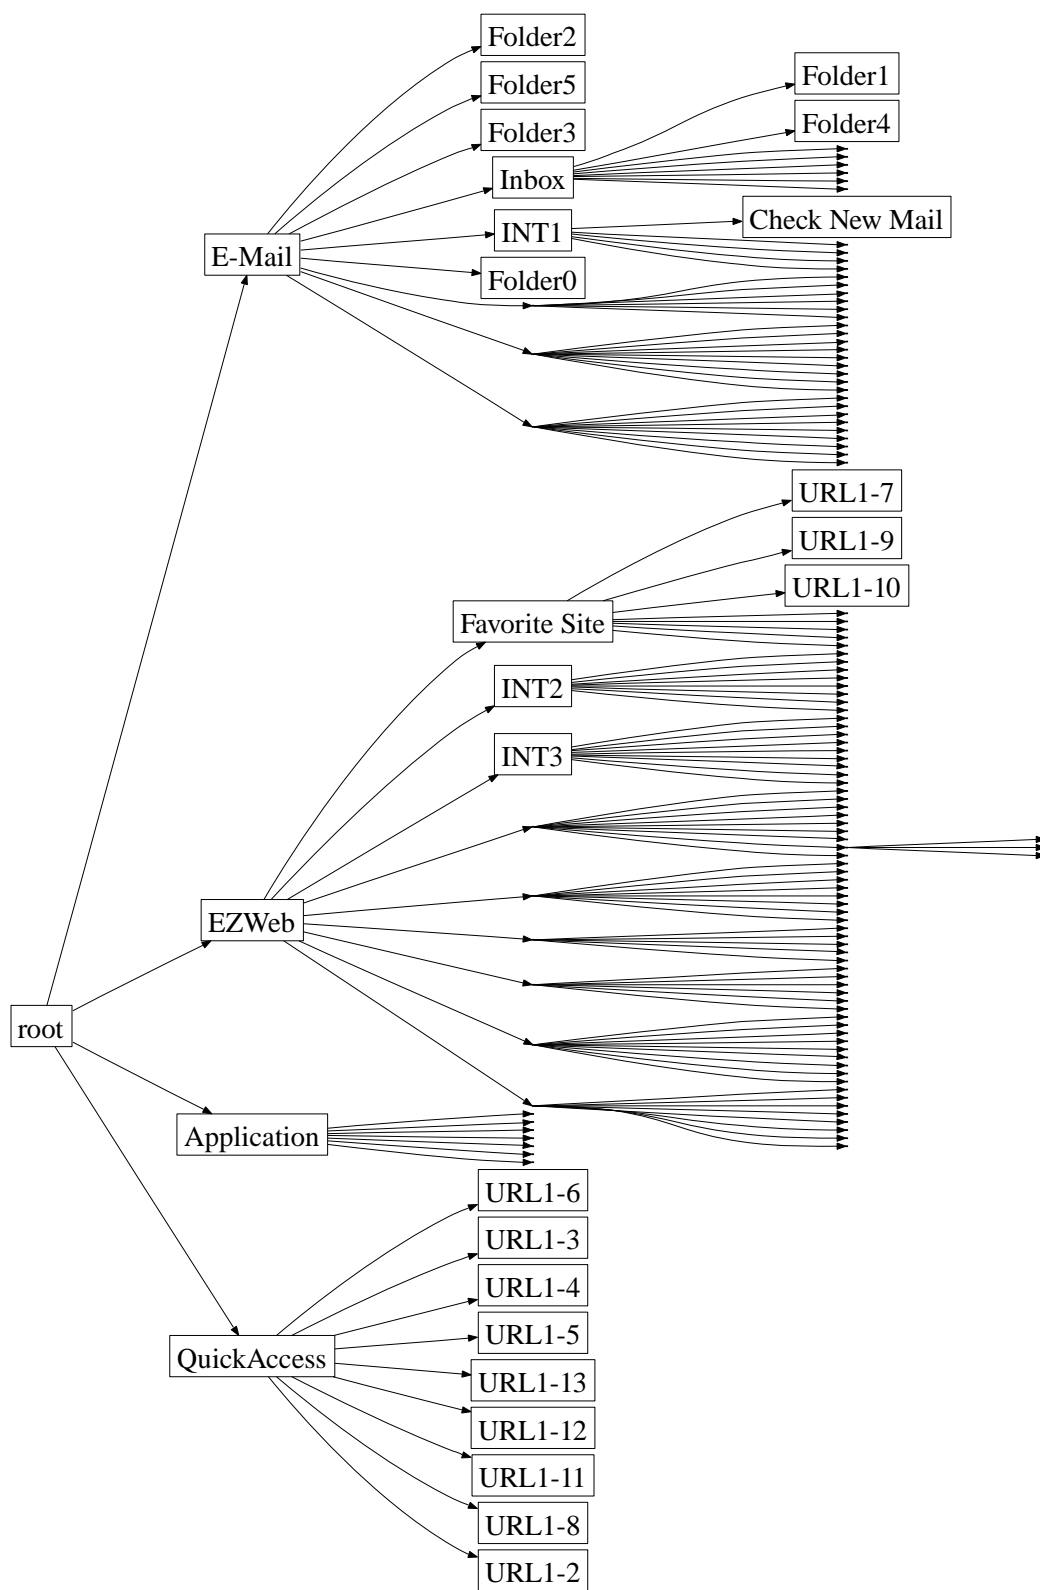 Folder2
Folder1
Folder5
Folder4
Folder3
Inbox
Check New Mail
INT1
E-Mail
Folder0
URL1-7
URL1-9
URL1-10
Favorite Site
INT2
INT3
EZWeb
root
Application
URL1-6
URL1-3
URL1-4
URL1-5
QuickAccess
URL1-13
URL1-12
URL1-11
URL1-8
URL1-2